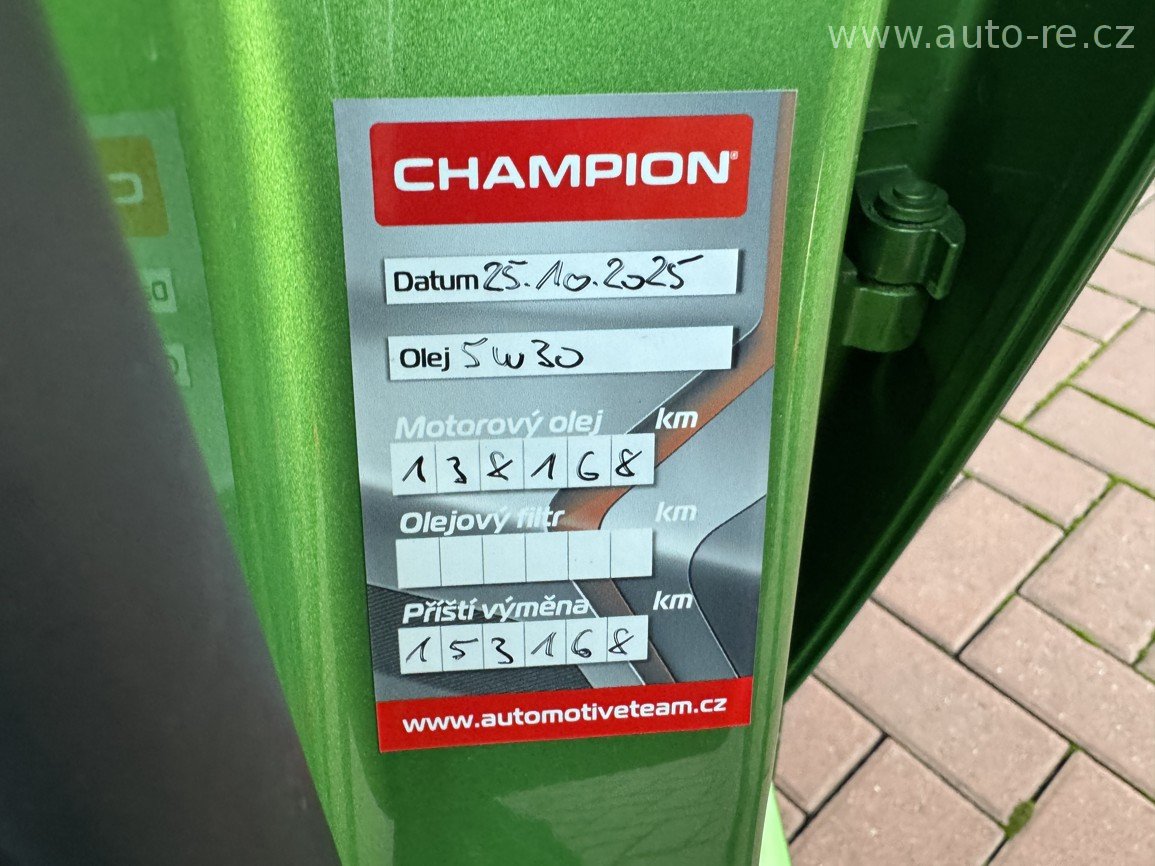 www.auto-re.cz
CHAMPION®
Datum 25.10.2025
Olej 5W30
Motorový olej km
138168
Olejový filtr km
Příští výměna km
153168
www.automotiveteam.cz